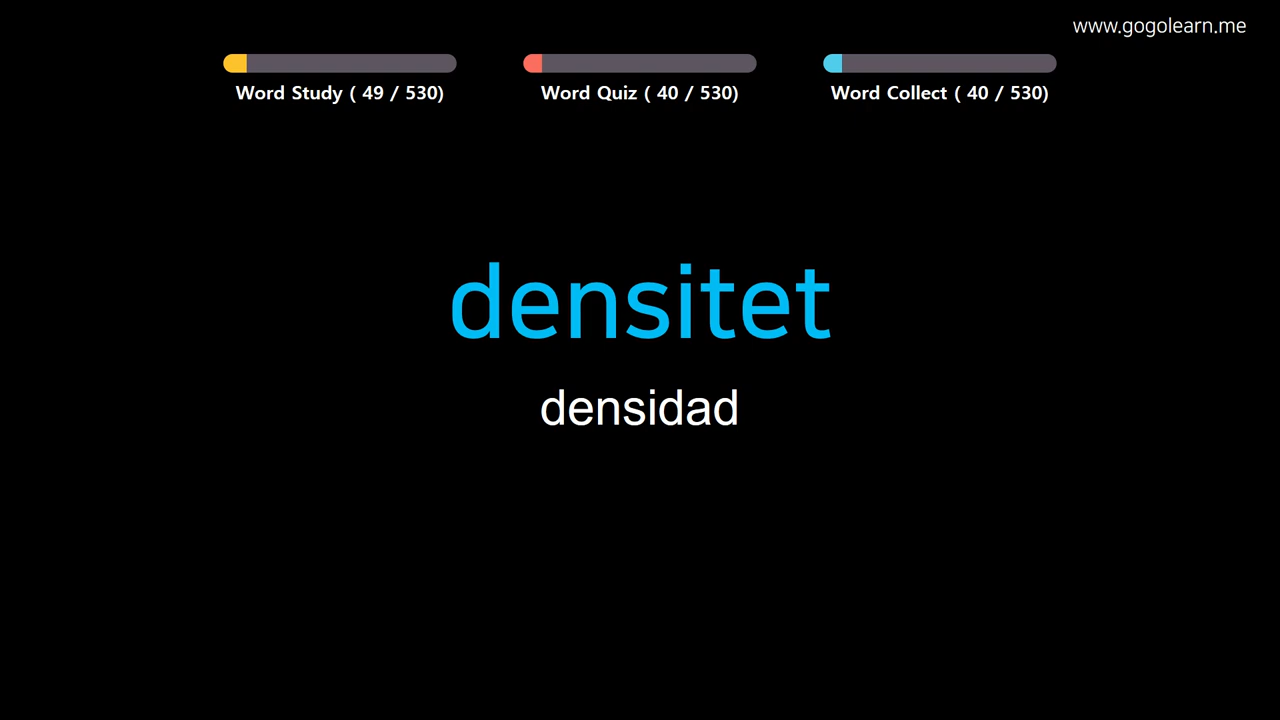 www.gogolearn.me
Word Study ( 49 / 530)
Word Quiz ( 40 / 530)
Word Collect ( 40 / 530)
densitet
densidad